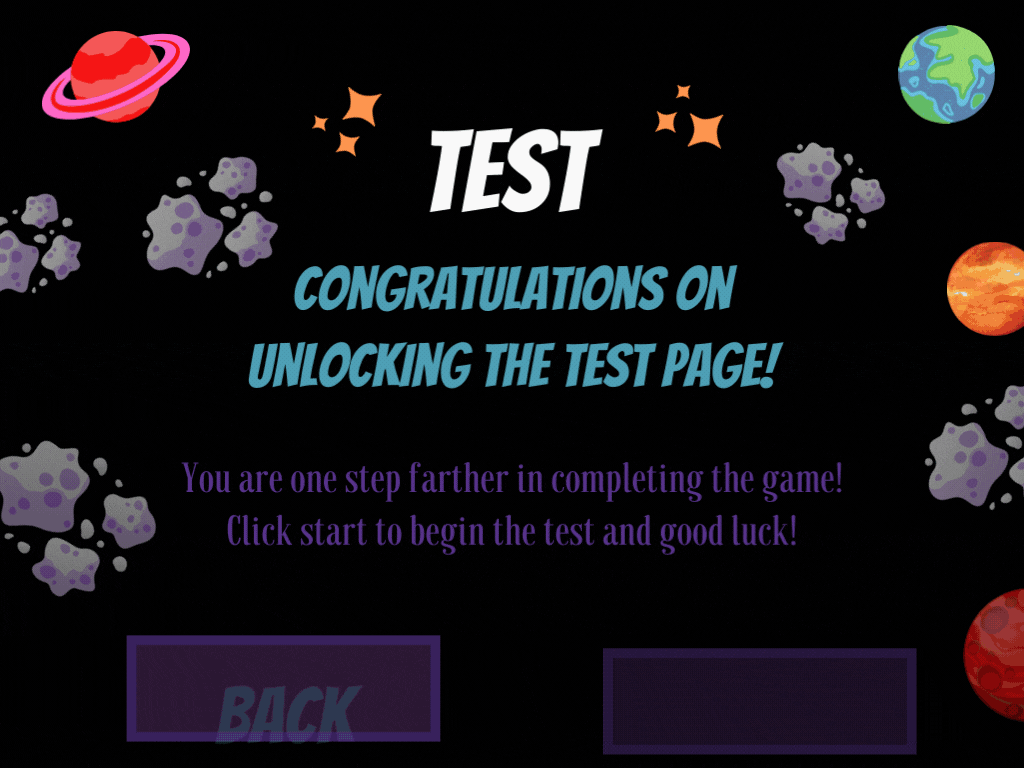 TEST
CONGRATULATIONS ON
UNLOCKING THE TEST PAGE!
You are one step farther in completing the game!
Click start to begin the test and good luck!
BACK